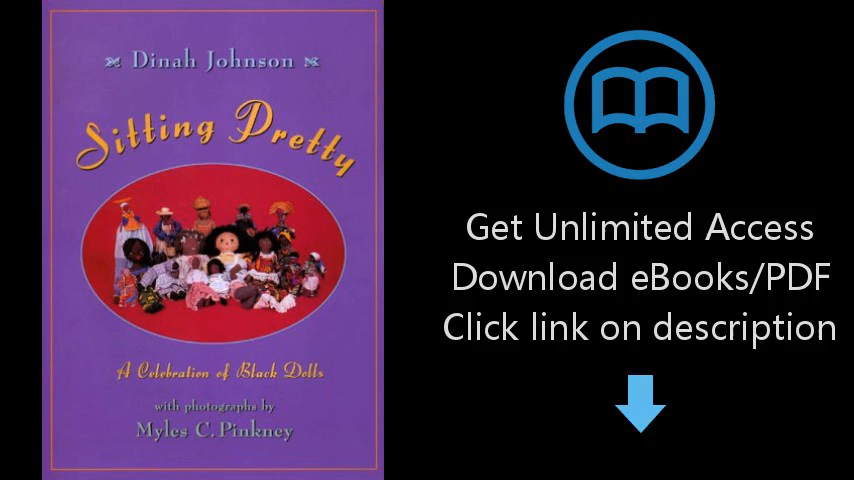 Dinah Johnson
Sitting Pretty
A Celebration of Black Dolls
with photographs by
Myles C. Pinkney
Get Unlimited Access
Download eBooks/PDF
Click link on description